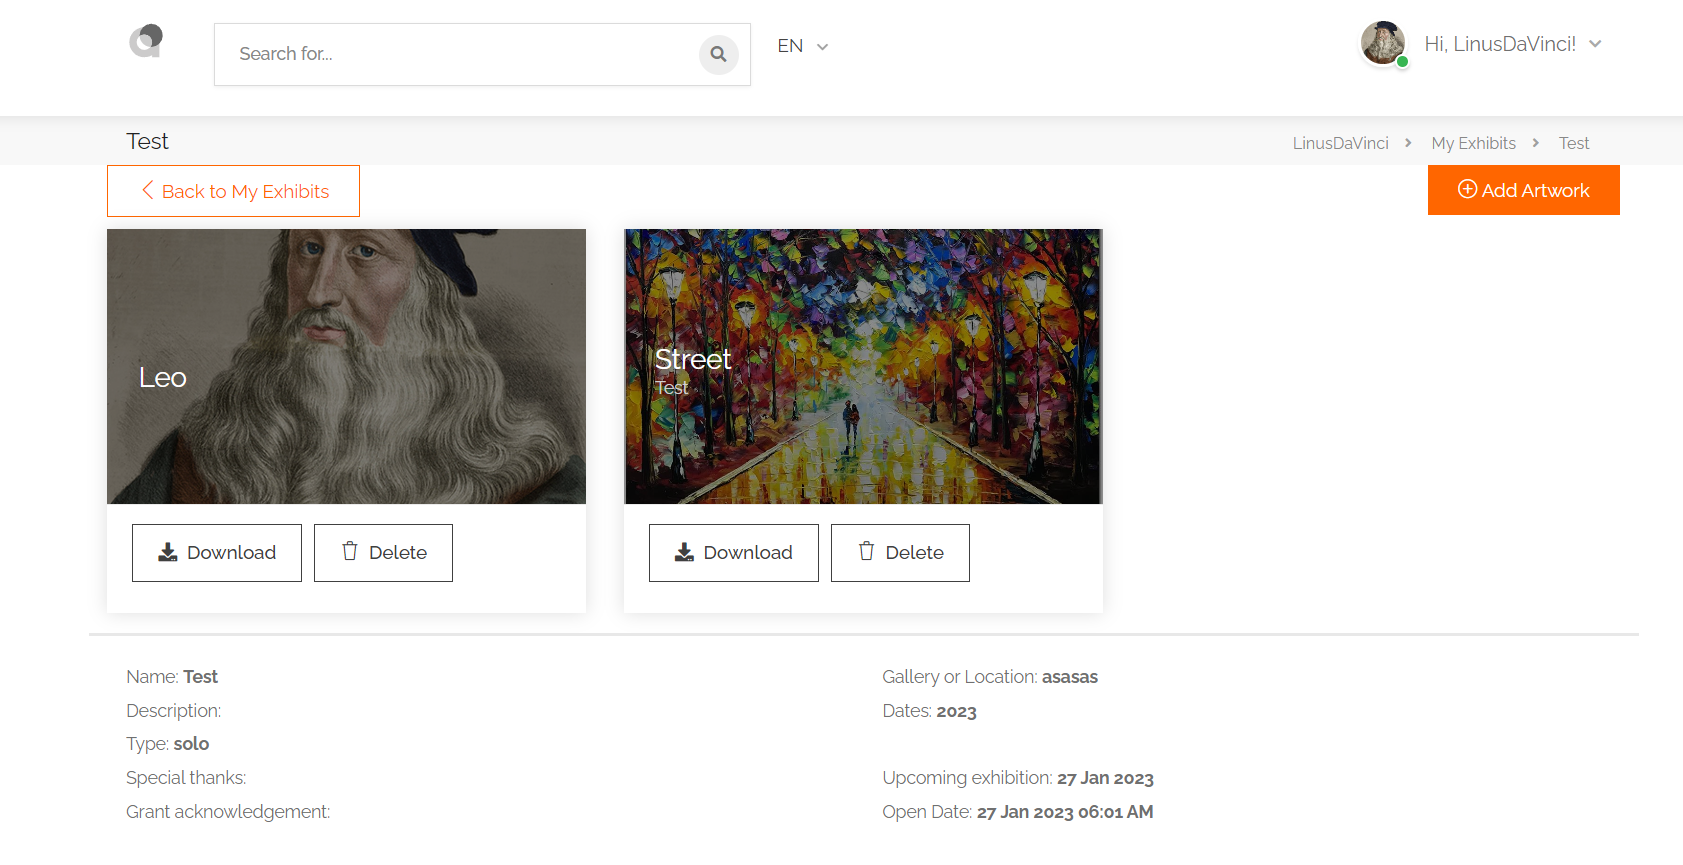 Search for...
EN
Hi, LinusDaVinci!
Test
LinusDaVinci > My Exhibits > Test
Back to My Exhibits
Add Artwork
Leo
Street
Test
Download
Delete
Download
Delete
Name: Test
Gallery or Location: asasas
Description:
Dates: 2023
Type: solo
Special thanks:
Upcoming exhibition: 27 Jan 2023
Grant acknowledgement:
Open Date: 27 Jan 2023 06:01 AM